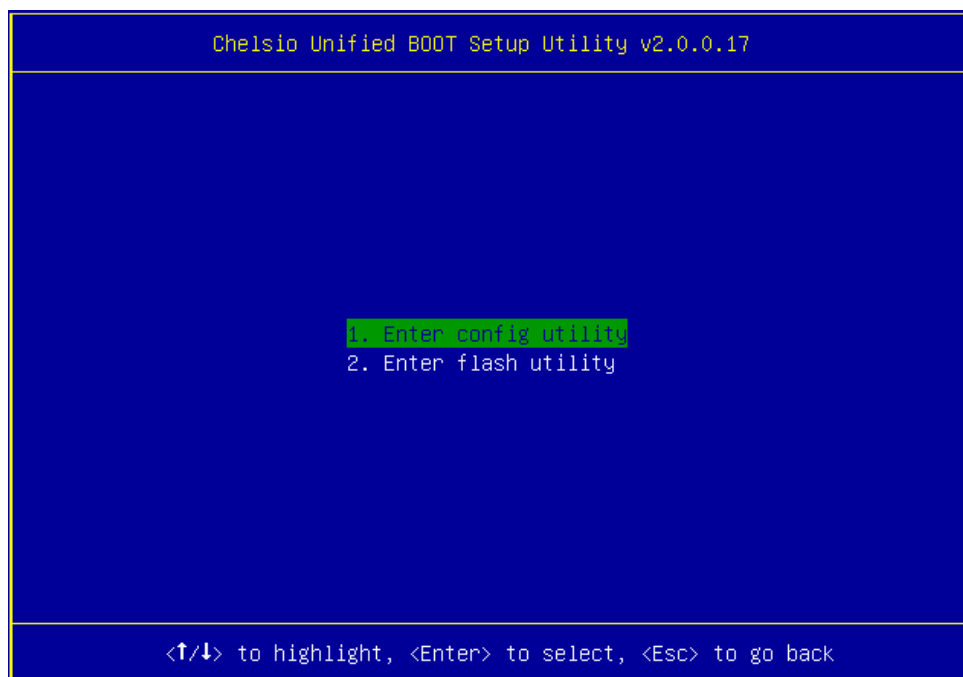 Chelsio Unified BOOT Setup Utility v2.0.0.17
1. Enter config utility
2. Enter flash utility
<↑/↓> to highlight, <Enter> to select, <Esc> to go back